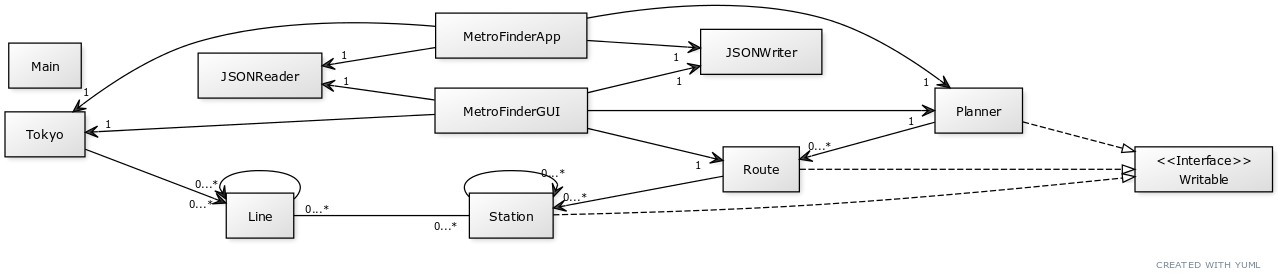 MetroFinderApp
Main
JSONReader
JSONWriter
1
1
1
1
1
MetroFinderGUI
Planner
1
Tokyo
1
1
0...*
Route
1
<<Interface>>
Writable
0...*
0...*
0...*
0...*
Line
0...*
Station
0...*
CREATED WITH YUML